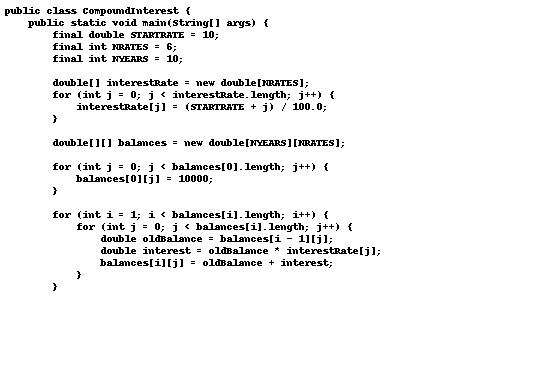 public class CompoundInterest {
    public static void main(String[] args) {
        final double STARTRATE = 10;
        final int NRATES = 6;
        final int NYEARS = 10;

        double[] interestRate = new double[NRATES];
        for (int j = 0; j < interestRate.length; j++) {
            interestRate[j] = (STARTRATE + j) / 100.0;
        }

        double[][] balances = new double[NYEARS][NRATES];

        for (int j = 0; j < balances[0].length; j++) {
            balances[0][j] = 10000;
        }

        for (int i = 1; i < balances[i].length; i++) {
            for (int j = 0; j < balances[i].length; j++) {
                double oldBalance = balances[i - 1][j];
                double interest = oldBalance * interestRate[j];
                balances[i][j] = oldBalance + interest;
            }
        }